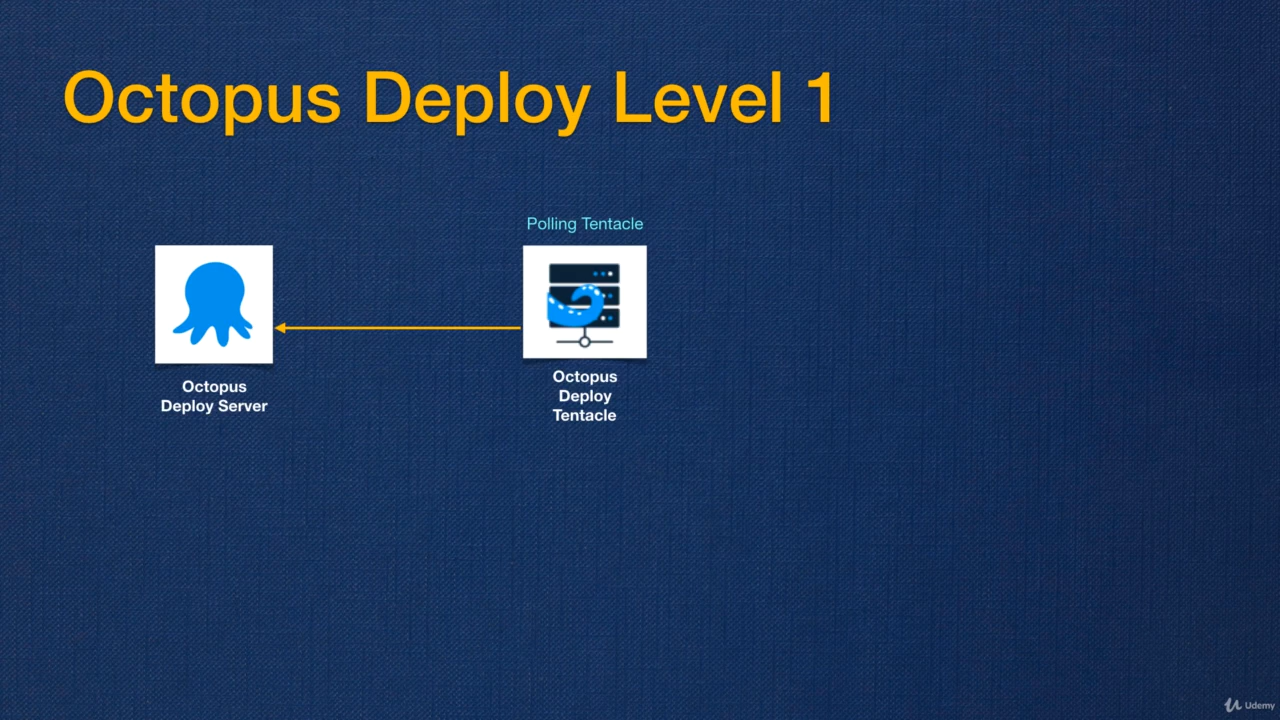 Octopus Deploy Level 1
Polling Tentacle
Octopus
Deploy Server
Octopus
Deploy
Tentacle
Udemy